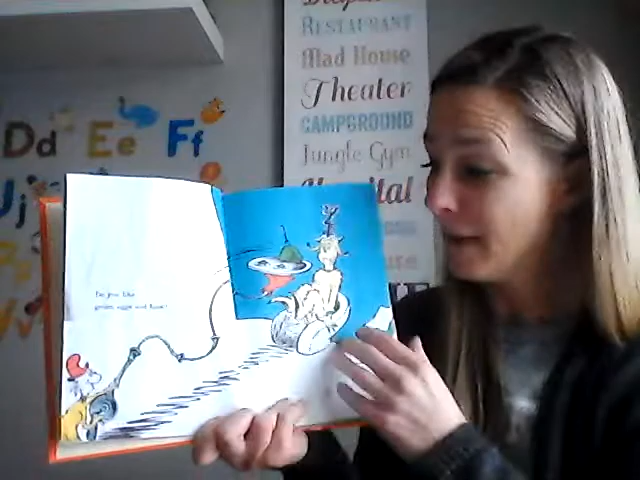 RESTAURANT
Mad House
Theater
CAMPGROUND
Jungle Gym
Dd Ee Ff
Jj
Do you like
green eggs and ham?